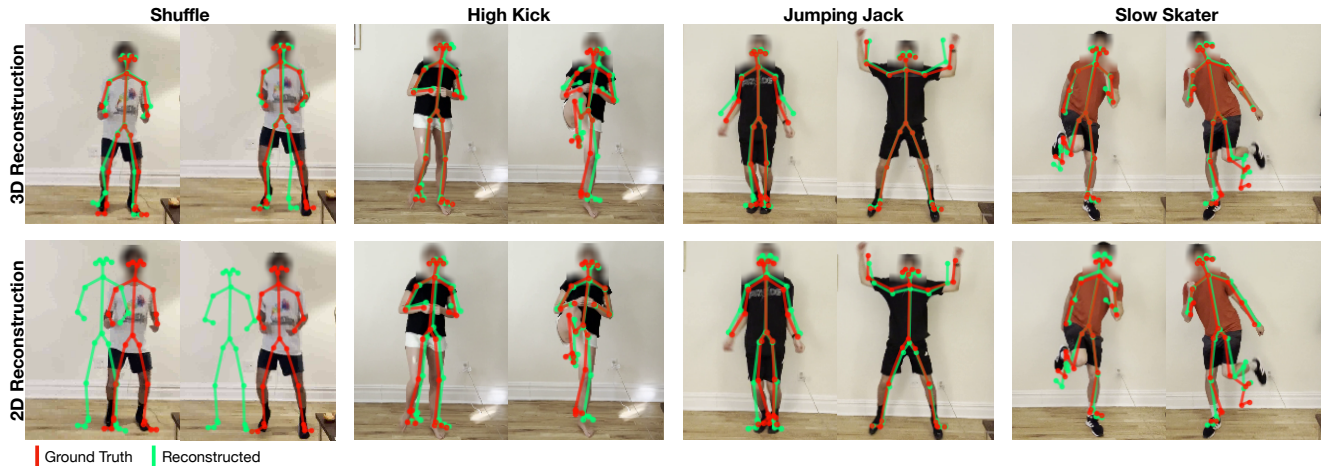 Shuffle
High Kick
Jumping Jack
Slow Skater
3D Reconstruction
2D Reconstruction
Ground Truth
Reconstructed